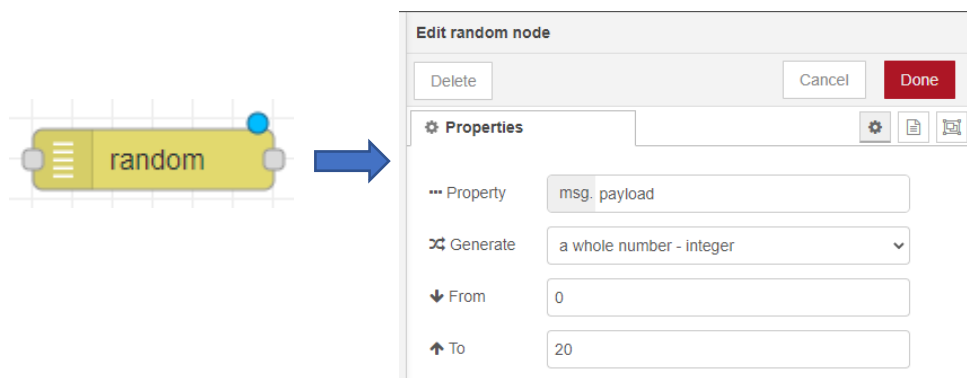 random
Edit random node
Delete
Cancel
Done
Properties
Property
msg. payload
Generate
a whole number - integer
From
0
To
20